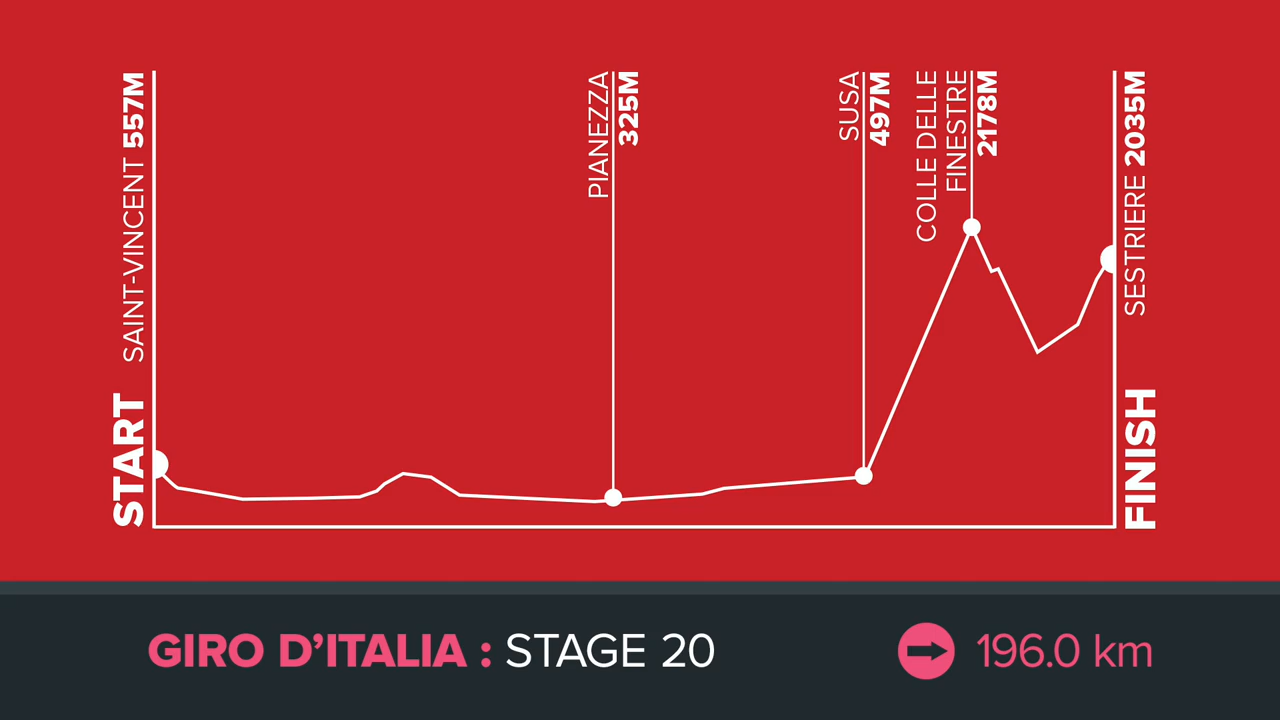 START SAINT-VINCENT 557M
PIANEZZA
325M
SUSA
497M
COLLE DELLE
FINESTRE
2178M
FINISH SESTRIERE 2035M
GIRO D’ITALIA : STAGE 20
196.0 km